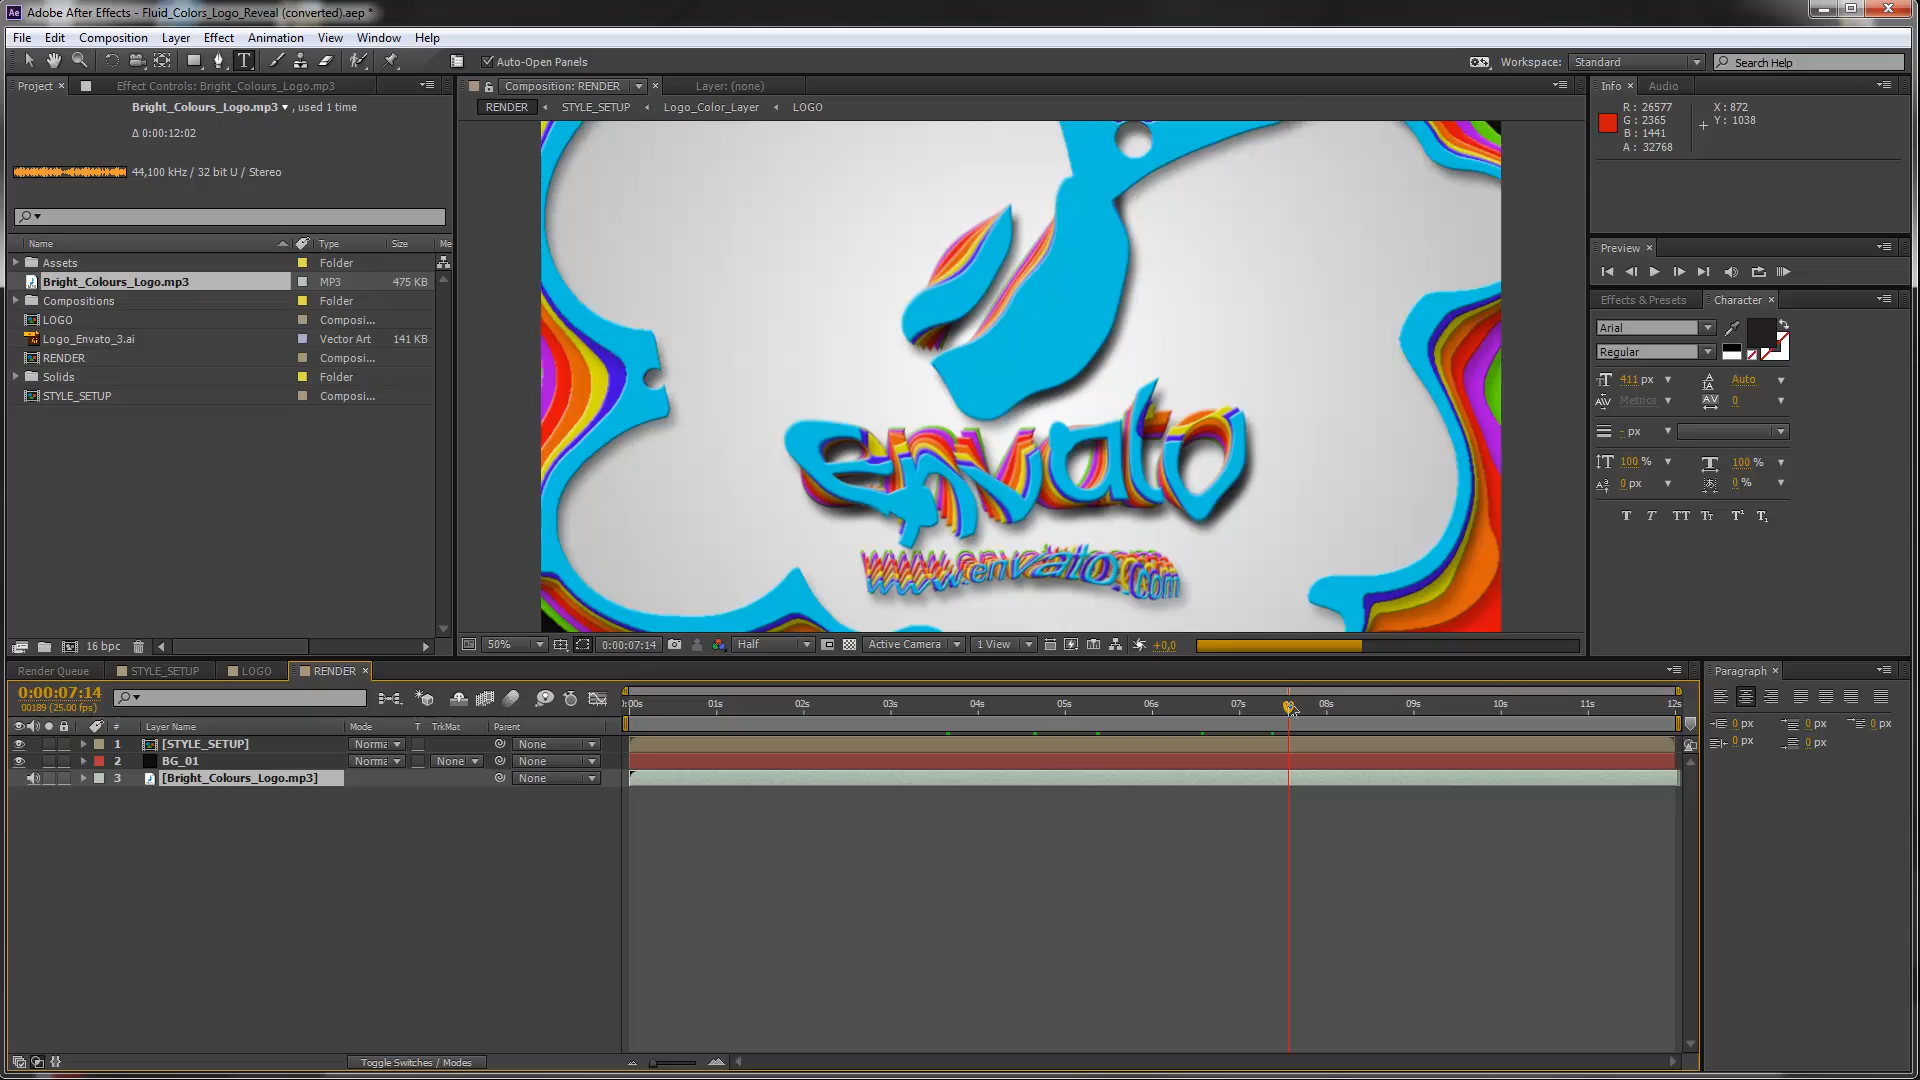 Ae Adobe After Effects - Fluid_Colors_Logo_Reveal (converted).aep *
File Edit Composition Layer Effect Animation View Window Help
T Auto-Open Panels Workspace: Standard Search Help
Project × Effect Controls: Bright_Colours_Logo.mp3
Bright_Colours_Logo.mp3 ▼ , used 1 time
Δ 0:00:12:02
44,100 kHz / 32 bit U / Stereo
Name Type Size Me
Assets Folder
Bright_Colours_Logo.mp3 MP3 475 KB
Compositions Folder
LOGO Composi...
Logo_Envato_3.ai Vector Art 141 KB
RENDER Composi...
Solids Folder
STYLE_SETUP Composi...
16 bpc
Composition: RENDER × Layer: (none)
RENDER STYLE_SETUP Logo_Color_Layer LOGO
envato
www.envato.com
50% 0:00:07:14 Half Active Camera 1 View +0,0
Info × Audio
R : 26577
G : 2365
B : 1441
A : 32768
X : 872
Y : 1038
Preview ×
Effects & Presets Character ×
Arial
Regular
411 px Auto
Metrics 0
- px
100 % 100 %
0 px 0 %
T T TT Tt T¹ T₁
Render Queue STYLE_SETUP LOGO RENDER ×
0:00:07:14
00189 (25.00 fps)
# Layer Name Mode T TrkMat Parent
1 [STYLE_SETUP] Norma None
2 BG_01 Norma None None
3 [Bright_Colours_Logo.mp3] None
:00s 01s 02s 03s 04s 05s 06s 07s 08s 09s 10s 11s 12s
Toggle Switches / Modes
Paragraph ×
0 px 0 px 0 px
0 px 0 px